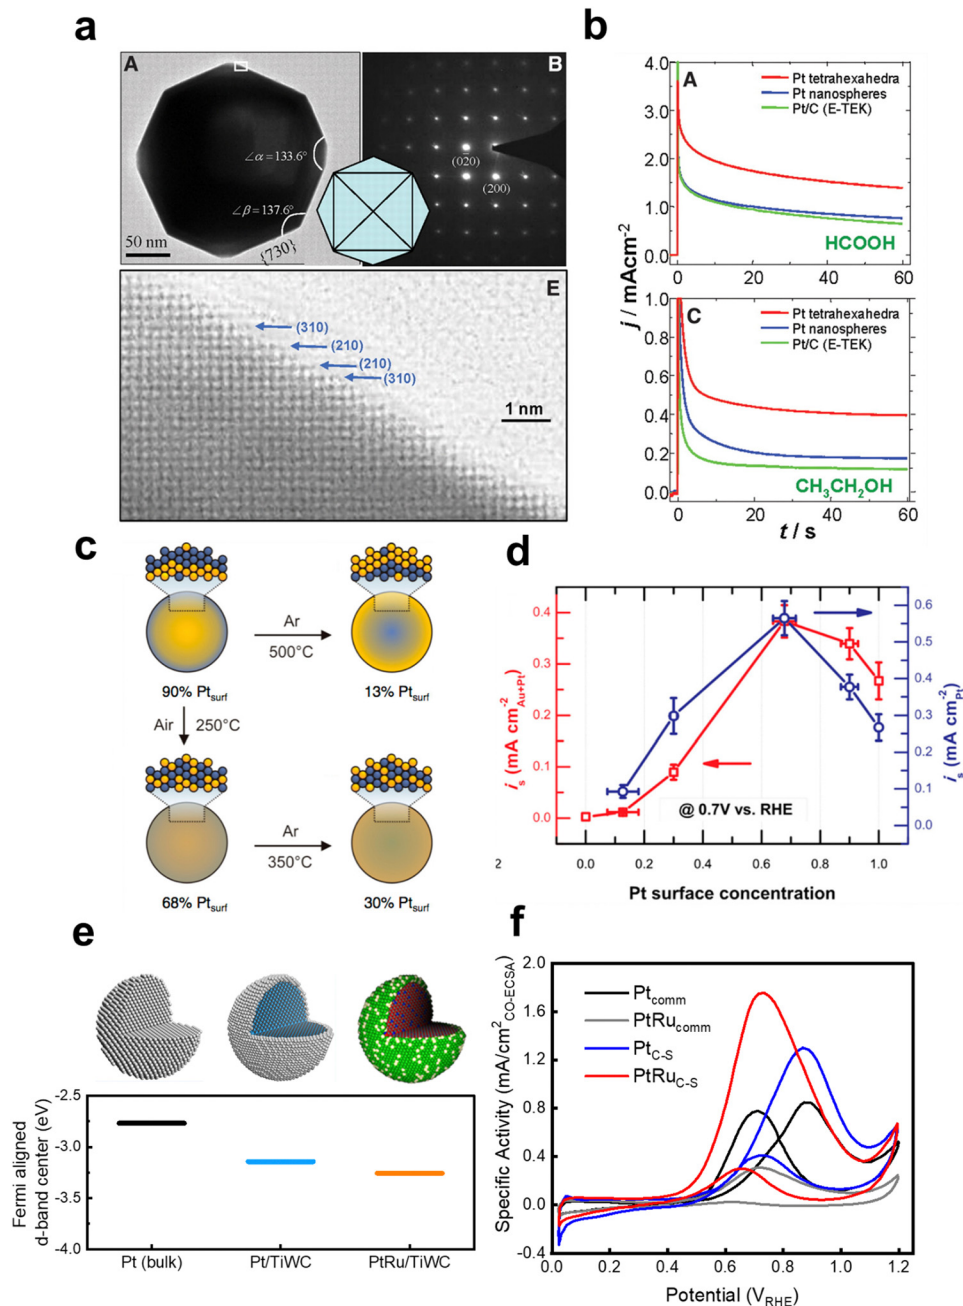 a
A
∠α=133.6°
∠β=137.6°
50 nm
{730}
B
(02̄0)
(200)
E
(310)
(210)
(210)
(310)
1 nm
b
j / mAcm-2
A
Pt tetrahexahedra
Pt nanospheres
Pt/C (E-TEK)
4.0
3.0
2.0
1.0
0.0
HCOOH
0 20 40 60
C
Pt tetrahexahedra
Pt nanospheres
Pt/C (E-TEK)
1.0
0.8
0.6
0.4
0.2
0.0
CH3CH2OH
0 20 40 60
t / s
c
Ar
500°C
90% Ptsurf
13% Ptsurf
Air 250°C
Ar
350°C
68% Ptsurf
30% Ptsurf
d
is (mA cm-2Au+Pt)
0.4
0.3
0.2
0.1
0.0
is (mA cm-2Pt)
0.6
0.5
0.4
0.3
0.2
0.1
0.0
@ 0.7V vs. RHE
2
0.0 0.2 0.4 0.6 0.8 1.0
Pt surface concentration
e
Fermi aligned
d-band center (eV)
-2.5
-3.0
-3.5
-4.0
Pt (bulk) Pt/TiWC PtRu/TiWC
f
Specific Activity (mA/cm2CO-ECSA)
2.0
1.6
1.2
0.8
0.4
0.0
-0.4
Ptcomm
PtRucomm
PtC-S
PtRuC-S
0.0 0.2 0.4 0.6 0.8 1.0 1.2
Potential (VRHE)